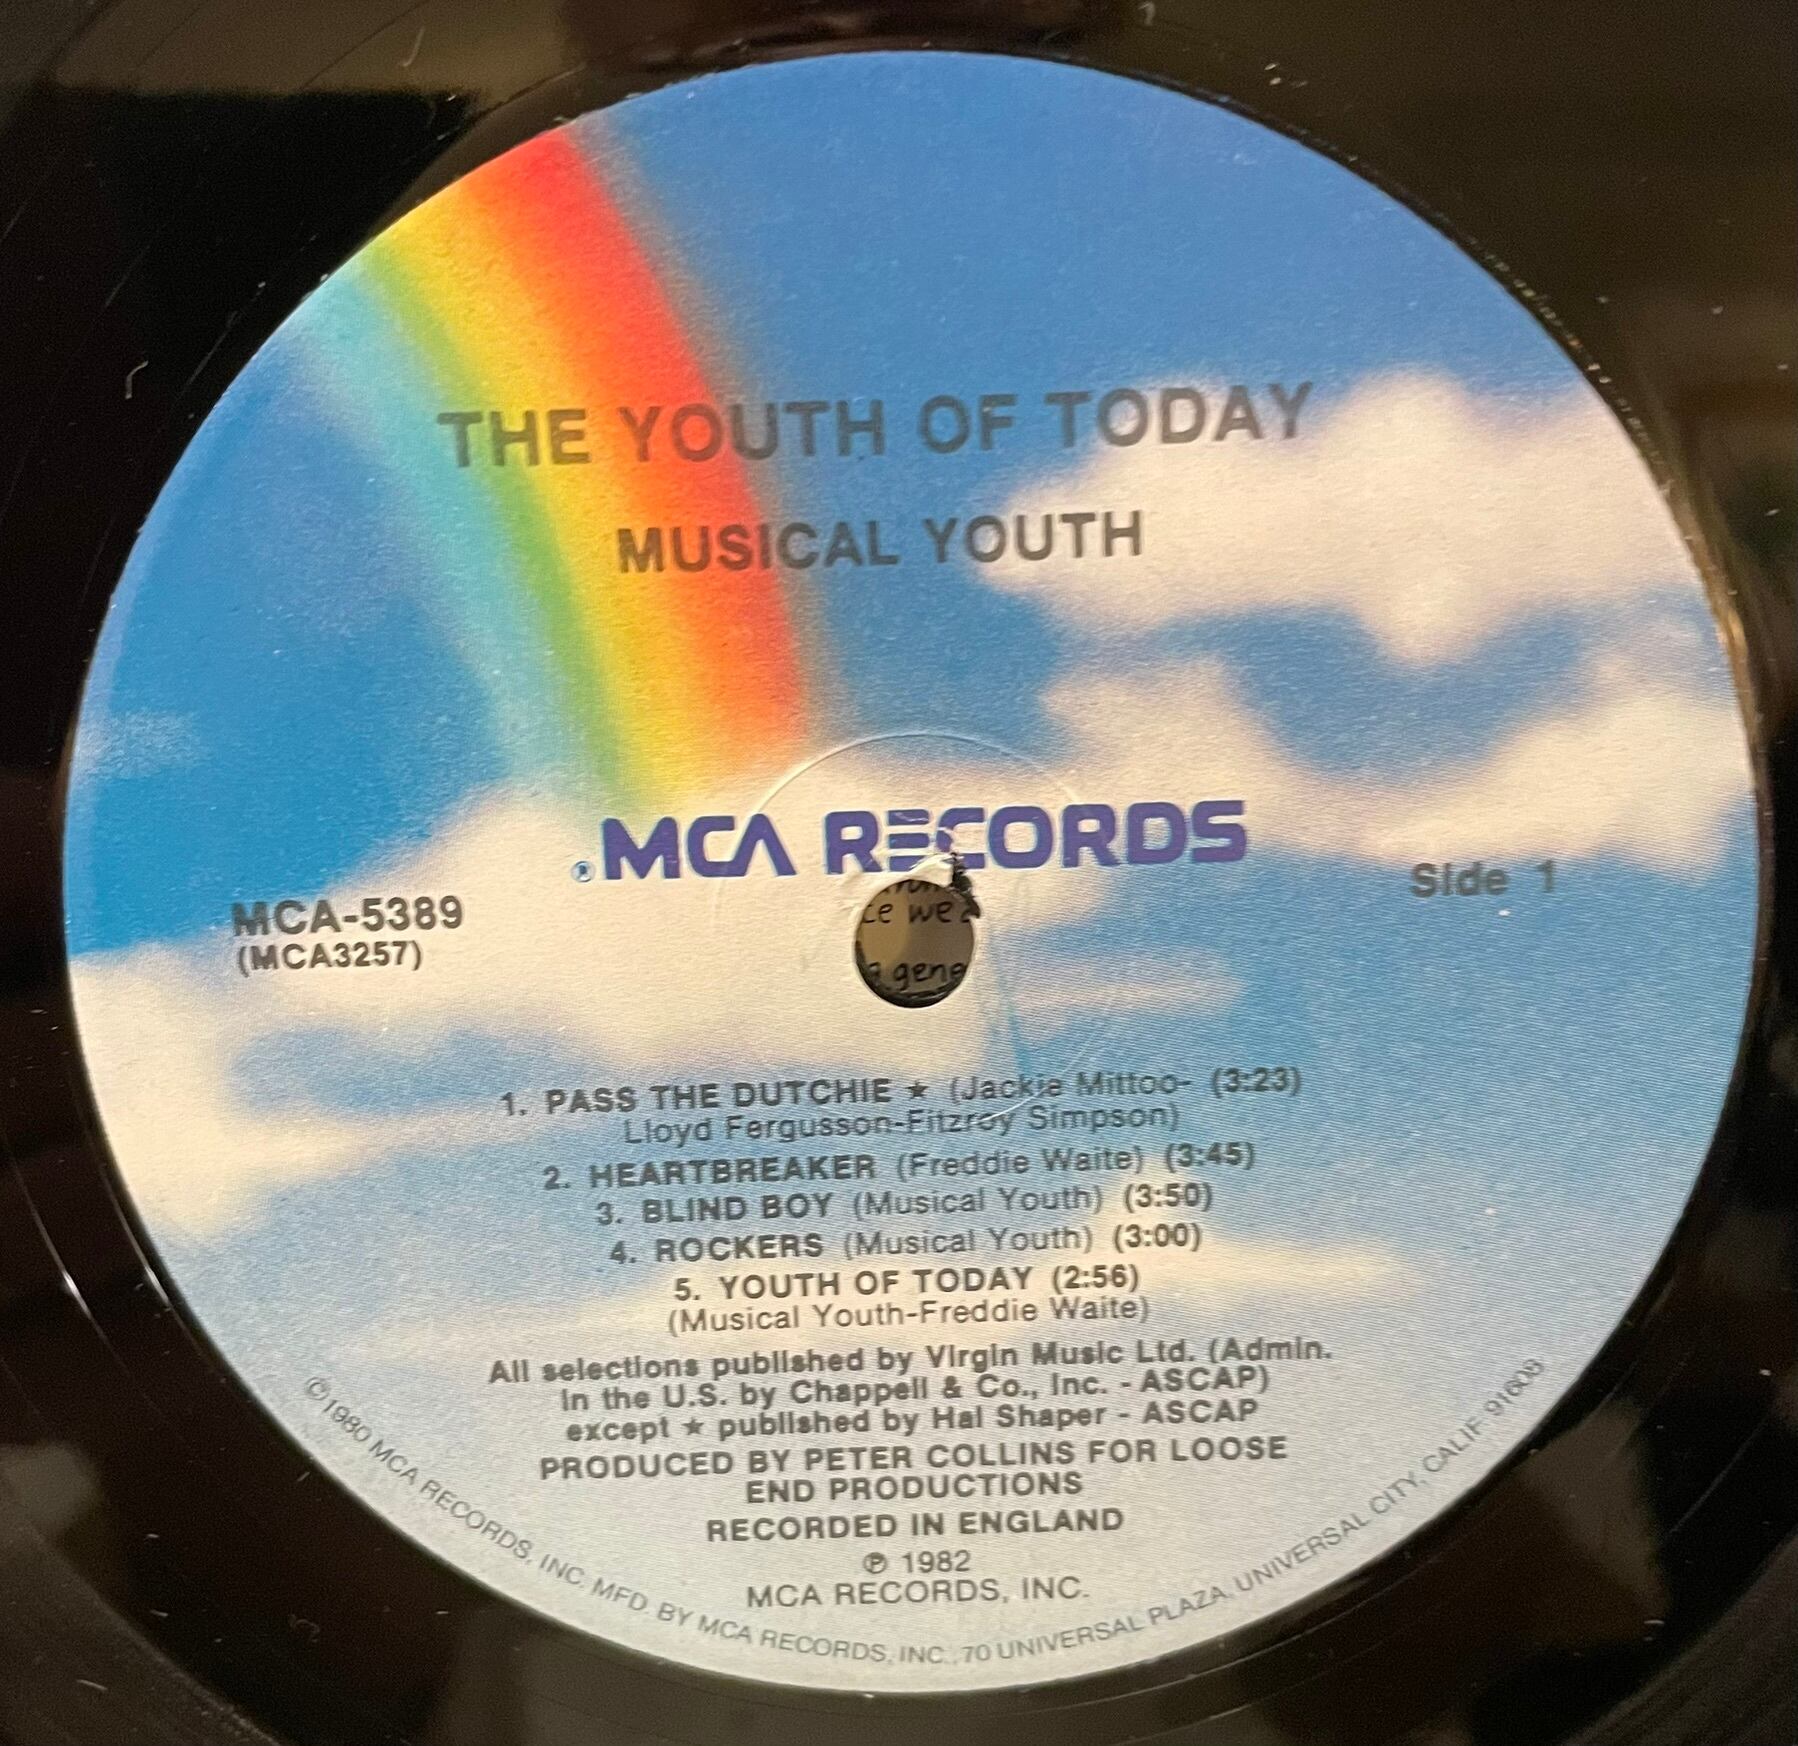 THE YOUTH OF TODAY
MUSICAL YOUTH
®MCA RECORDS
MCA-5389
(MCA3257)
Side 1
ce we
gene
1. PASS THE DUTCHIE ★ (Jackie Mittoo- (3:23)
Lloyd Fergusson-Fitzroy Simpson)
2. HEARTBREAKER (Freddie Waite) (3:45)
3. BLIND BOY (Musical Youth) (3:50)
4. ROCKERS (Musical Youth) (3:00)
5. YOUTH OF TODAY (2:56)
(Musical Youth-Freddie Waite)
All selections published by Virgin Music Ltd. (Admin.
in the U.S. by Chappell & Co., Inc. - ASCAP)
except ★ published by Hal Shaper - ASCAP
PRODUCED BY PETER COLLINS FOR LOOSE
END PRODUCTIONS
RECORDED IN ENGLAND
℗ 1982
MCA RECORDS, INC.
©1980 MCA RECORDS, INC. MFD. BY MCA RECORDS, INC., 70 UNIVERSAL PLAZA, UNIVERSAL CITY, CALIF. 91608